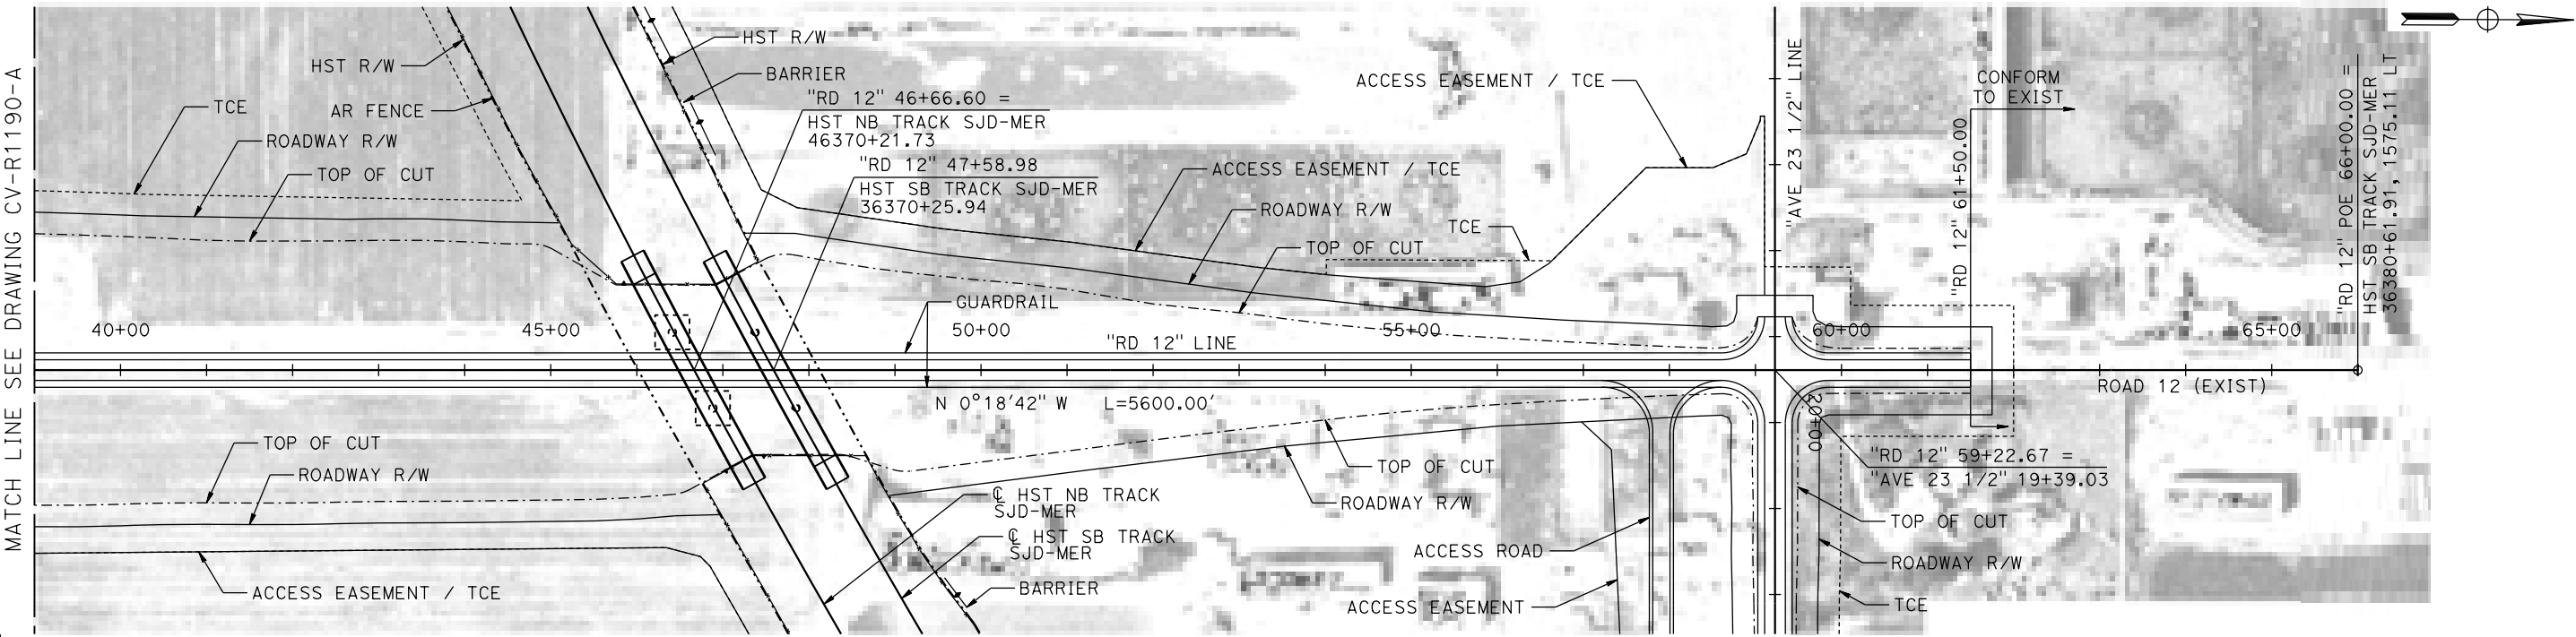 MATCH LINE SEE DRAWING CV-R1190-A
HST R/W
TCE
AR FENCE
ROADWAY R/W
TOP OF CUT
HST R/W
BARRIER
"RD 12" 46+66.60 =
HST NB TRACK SJD-MER
46370+21.73
"RD 12" 47+58.98
HST SB TRACK SJD-MER
36370+25.94
ACCESS EASEMENT / TCE
ACCESS EASEMENT / TCE
ROADWAY R/W
TCE
TOP OF CUT
"AVE 23 1/2" LINE
CONFORM
TO EXIST
"RD 12" 61+50.00
"RD 12" POE 66+00.00 =
HST SB TRACK SJD-MER
36380+61.91, 1575.11 LT
GUARDRAIL
40+00
45+00
50+00
55+00
60+00
65+00
"RD 12" LINE
N 0°18'42" W L=5600.00'
ROAD 12 (EXIST)
20+00
"RD 12" 59+22.67 =
"AVE 23 1/2" 19+39.03
TOP OF CUT
ROADWAY R/W
ACCESS EASEMENT / TCE
℄ HST NB TRACK
SJD-MER
℄ HST SB TRACK
SJD-MER
BARRIER
TOP OF CUT
ROADWAY R/W
ACCESS ROAD
ACCESS EASEMENT
TOP OF CUT
ROADWAY R/W
TCE